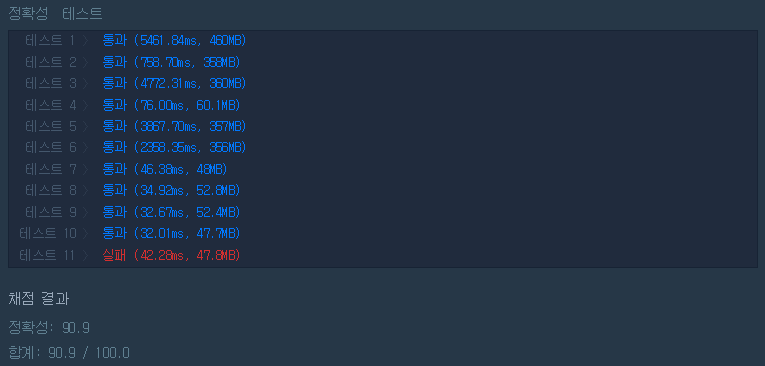 정확성 테스트
테스트 1 〉 통과 (5461.84ms, 460MB)
테스트 2 〉 통과 (758.70ms, 358MB)
테스트 3 〉 통과 (4772.31ms, 360MB)
테스트 4 〉 통과 (76.00ms, 60.1MB)
테스트 5 〉 통과 (3867.70ms, 357MB)
테스트 6 〉 통과 (2358.35ms, 356MB)
테스트 7 〉 통과 (46.38ms, 48MB)
테스트 8 〉 통과 (34.92ms, 52.8MB)
테스트 9 〉 통과 (32.67ms, 52.4MB)
테스트 10 〉 통과 (32.01ms, 47.7MB)
테스트 11 〉 실패 (42.28ms, 47.8MB)
채점 결과
정확성: 90.9
합계: 90.9 / 100.0